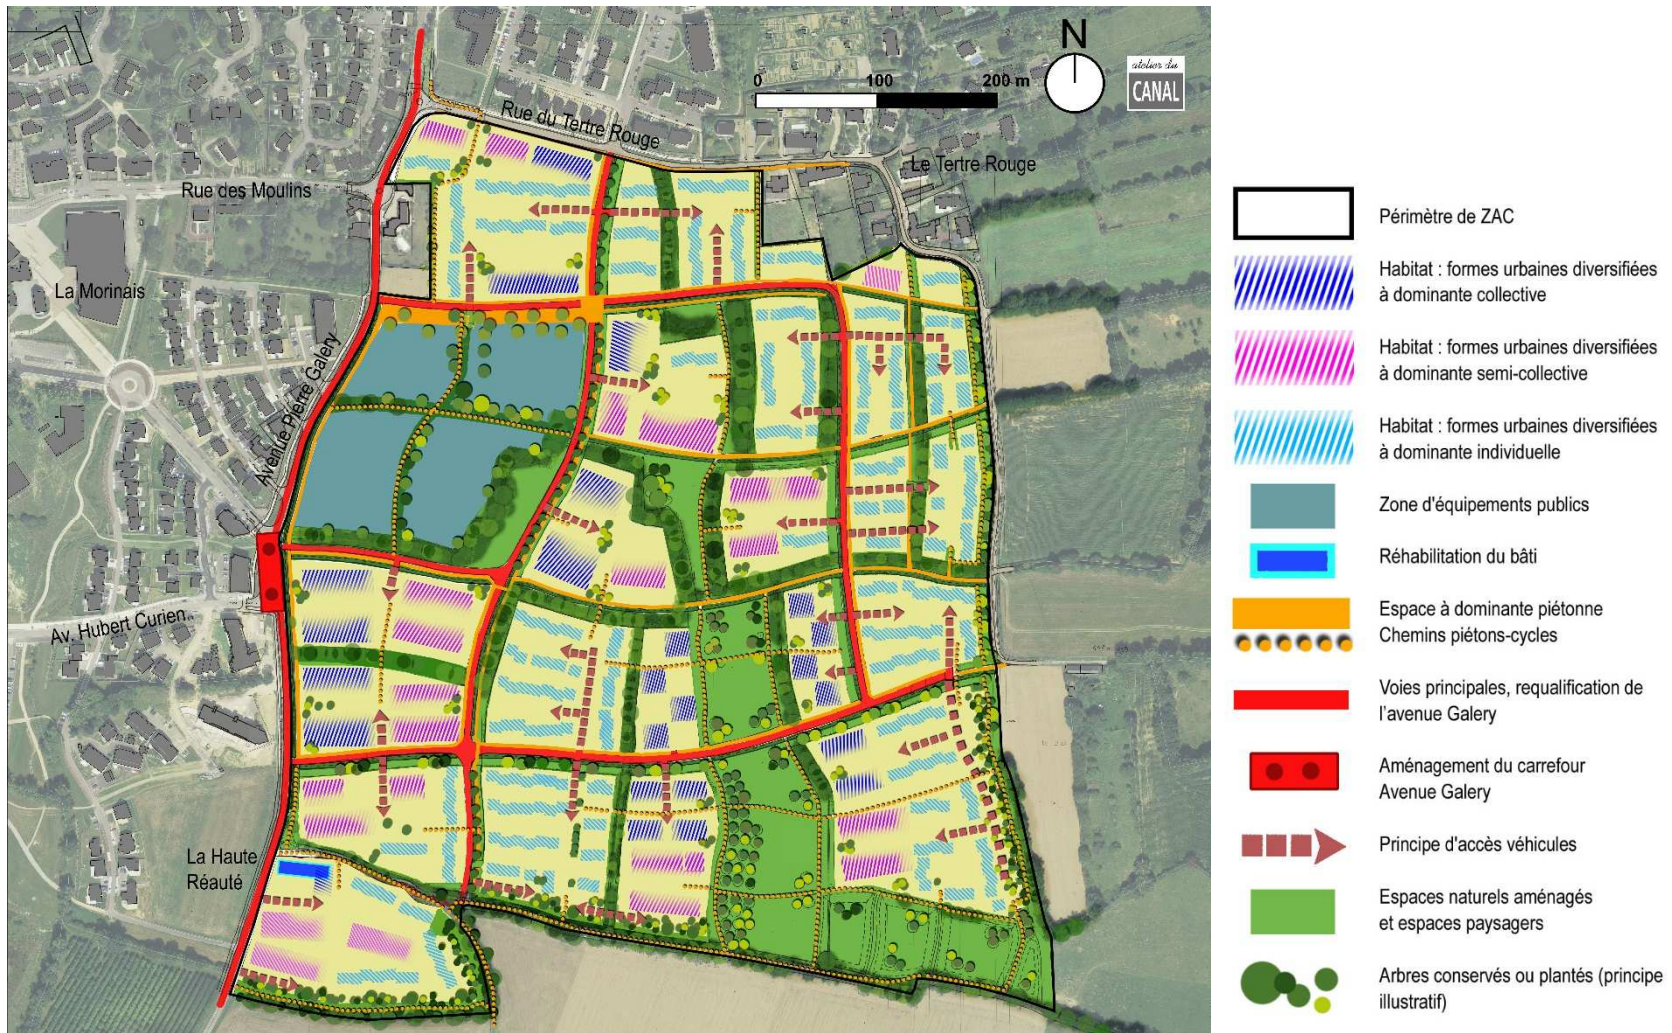 0 100 200 m
N
atelier du
CANAL
Rue du Tertre Rouge
Le Tertre Rouge
Rue des Moulins
La Morinais
Avenue Pierre Galery
Av. Hubert Curien
La Haute
Réauté
Périmètre de ZAC
Habitat : formes urbaines diversifiées
à dominante collective
Habitat : formes urbaines diversifiées
à dominante semi-collective
Habitat : formes urbaines diversifiées
à dominante individuelle
Zone d'équipements publics
Réhabilitation du bâti
Espace à dominante piétonne
Chemins piétons-cycles
Voies principales, requalification de
l'avenue Galery
Aménagement du carrefour
Avenue Galery
Principe d'accès véhicules
Espaces naturels aménagés
et espaces paysagers
Arbres conservés ou plantés (principe
illustratif)